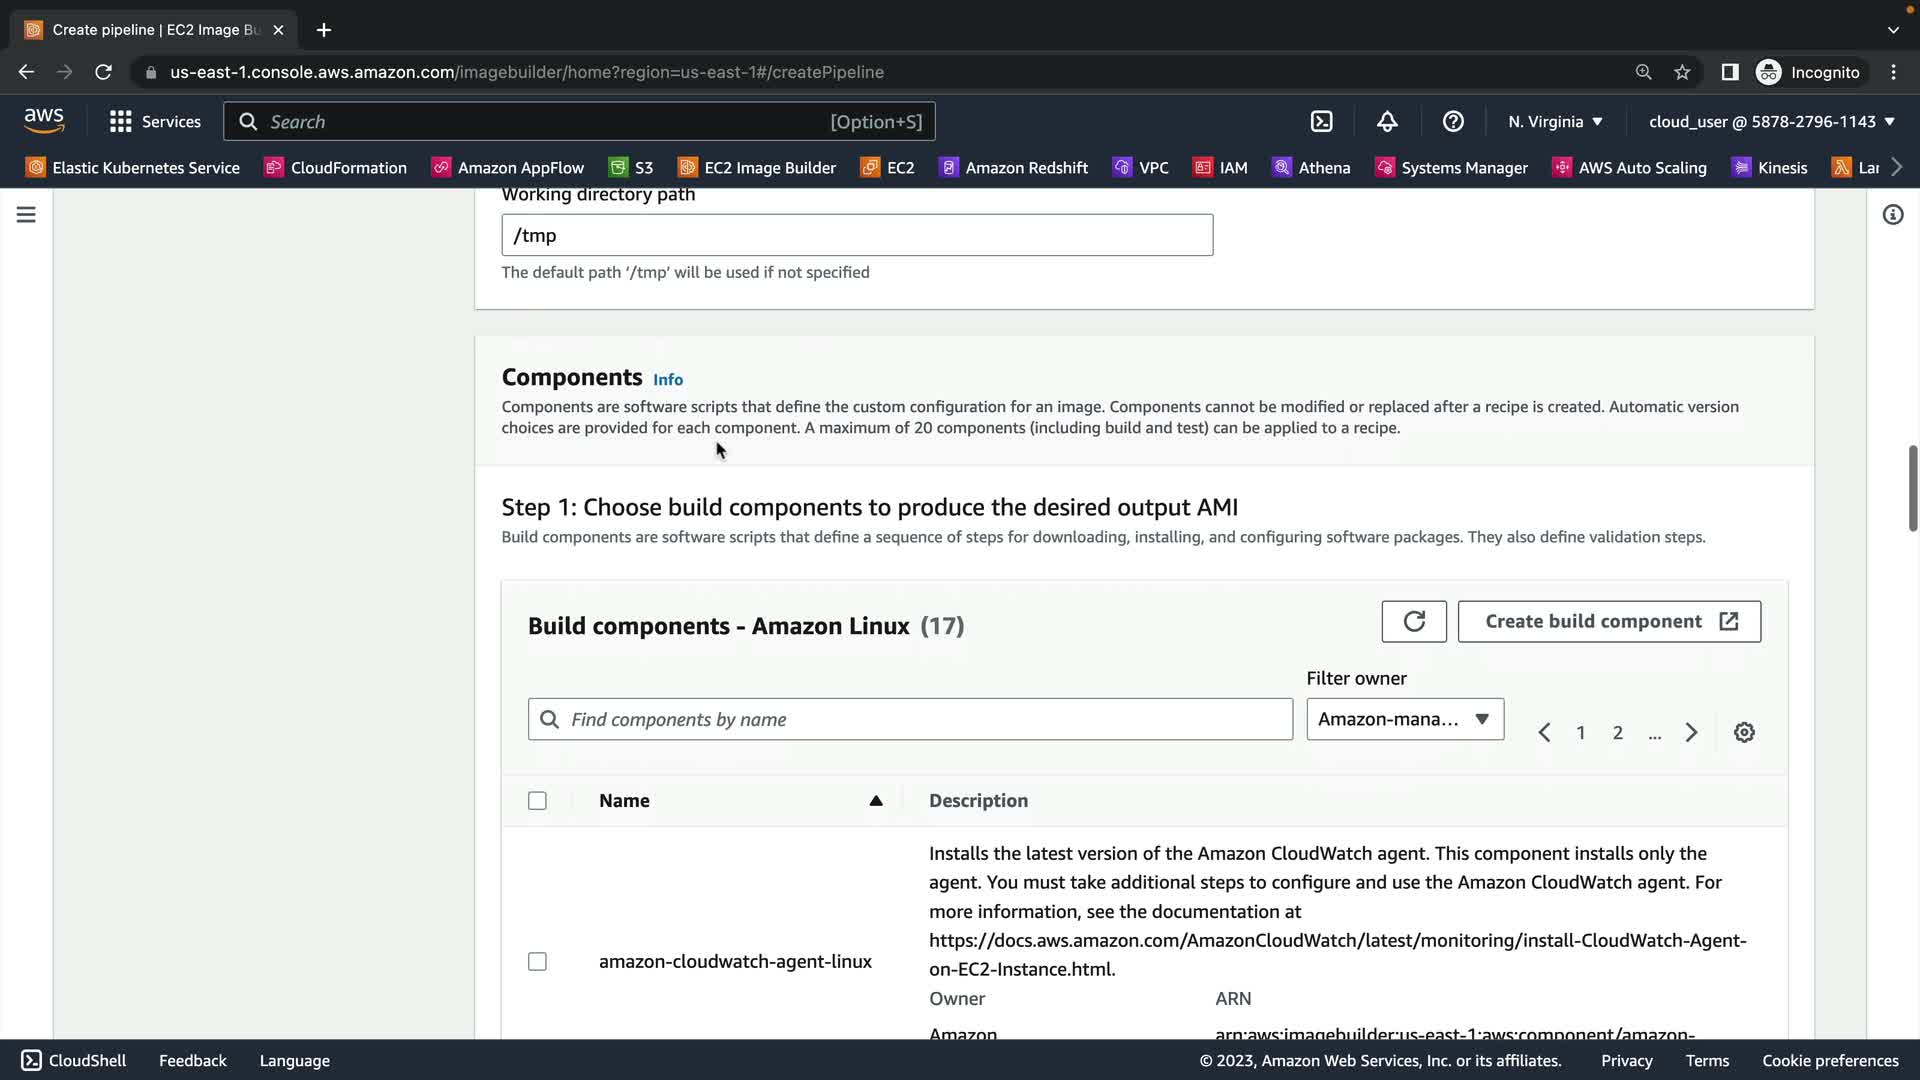 Create pipeline | EC2 Image Bu
us-east-1.console.aws.amazon.com/imagebuilder/home?region=us-east-1#/createPipeline
Incognito
aws
Services
Search
[Option+S]
N. Virginia
cloud_user @ 5878-2796-1143
Elastic Kubernetes Service
CloudFormation
Amazon AppFlow
S3
EC2 Image Builder
EC2
Amazon Redshift
VPC
IAM
Athena
Systems Manager
AWS Auto Scaling
Kinesis
Lar
Working directory path
/tmp
The default path '/tmp' will be used if not specified
Components Info
Components are software scripts that define the custom configuration for an image. Components cannot be modified or replaced after a recipe is created. Automatic version
choices are provided for each component. A maximum of 20 components (including build and test) can be applied to a recipe.
Step 1: Choose build components to produce the desired output AMI
Build components are software scripts that define a sequence of steps for downloading, installing, and configuring software packages. They also define validation steps.
Build components - Amazon Linux (17)
Create build component
Filter owner
Find components by name
Amazon-mana...
1 2 ...
Name
Description
Installs the latest version of the Amazon CloudWatch agent. This component installs only the
agent. You must take additional steps to configure and use the Amazon CloudWatch agent. For
more information, see the documentation at
https://docs.aws.amazon.com/AmazonCloudWatch/latest/monitoring/install-CloudWatch-Agent-
on-EC2-Instance.html.
amazon-cloudwatch-agent-linux
Owner
ARN
Amazon
arn:aws:imagebuilder:us-east-1:aws:component/amazon-
CloudShell
Feedback
Language
© 2023, Amazon Web Services, Inc. or its affiliates.
Privacy
Terms
Cookie preferences